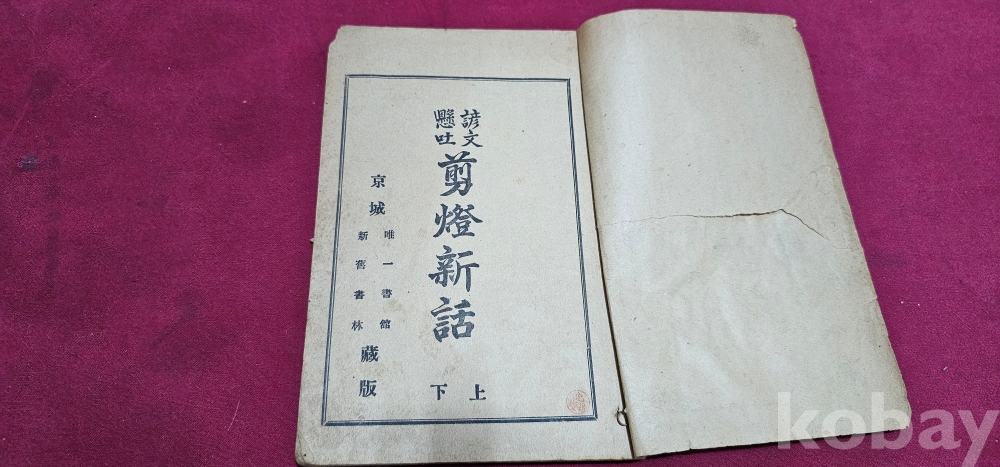 諺文
懸吐
剪燈新話
上
下
京城
唯一書館
新舊書林
藏版
kobay